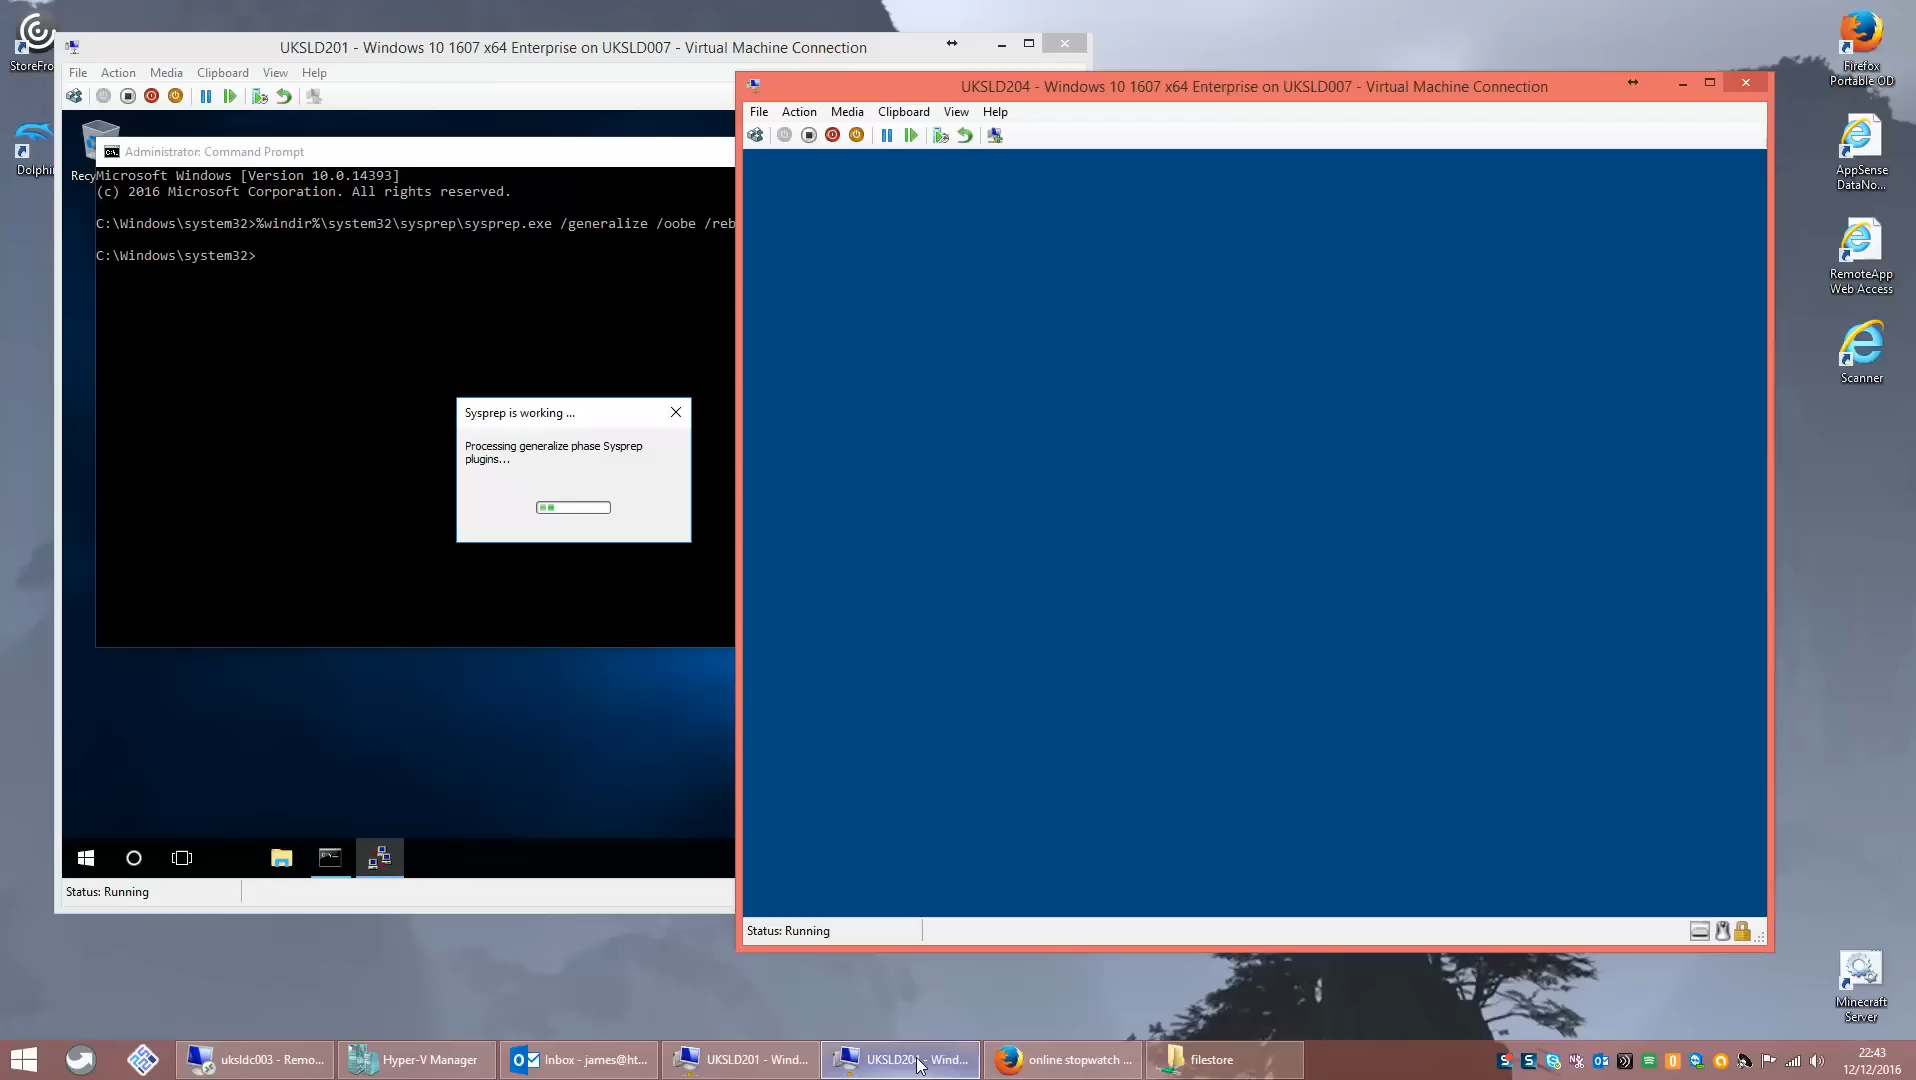 StoreFro
Dolphin
UKSLD201 - Windows 10 1607 x64 Enterprise on UKSLD007 - Virtual Machine Connection
File Action Media Clipboard View Help
Recy
Administrator: Command Prompt
Microsoft Windows [Version 10.0.14393]
(c) 2016 Microsoft Corporation. All rights reserved.
C:\Windows\system32>%windir%\system32\sysprep\sysprep.exe /generalize /oobe /reb
C:\Windows\system32>
Sysprep is working ...
Processing generalize phase Sysprep
plugins...
Status: Running
UKSLD204 - Windows 10 1607 x64 Enterprise on UKSLD007 - Virtual Machine Connection
File Action Media Clipboard View Help
Status: Running
Firefox
Portable OD
AppSense
DataNo...
RemoteApp
Web Access
Scanner
Minecraft
Server
uksldc003 - Remo...
Hyper-V Manager
Inbox - james@ht...
UKSLD201 - Wind...
UKSLD204 - Wind...
online stopwatch ...
filestore
22:43
12/12/2016